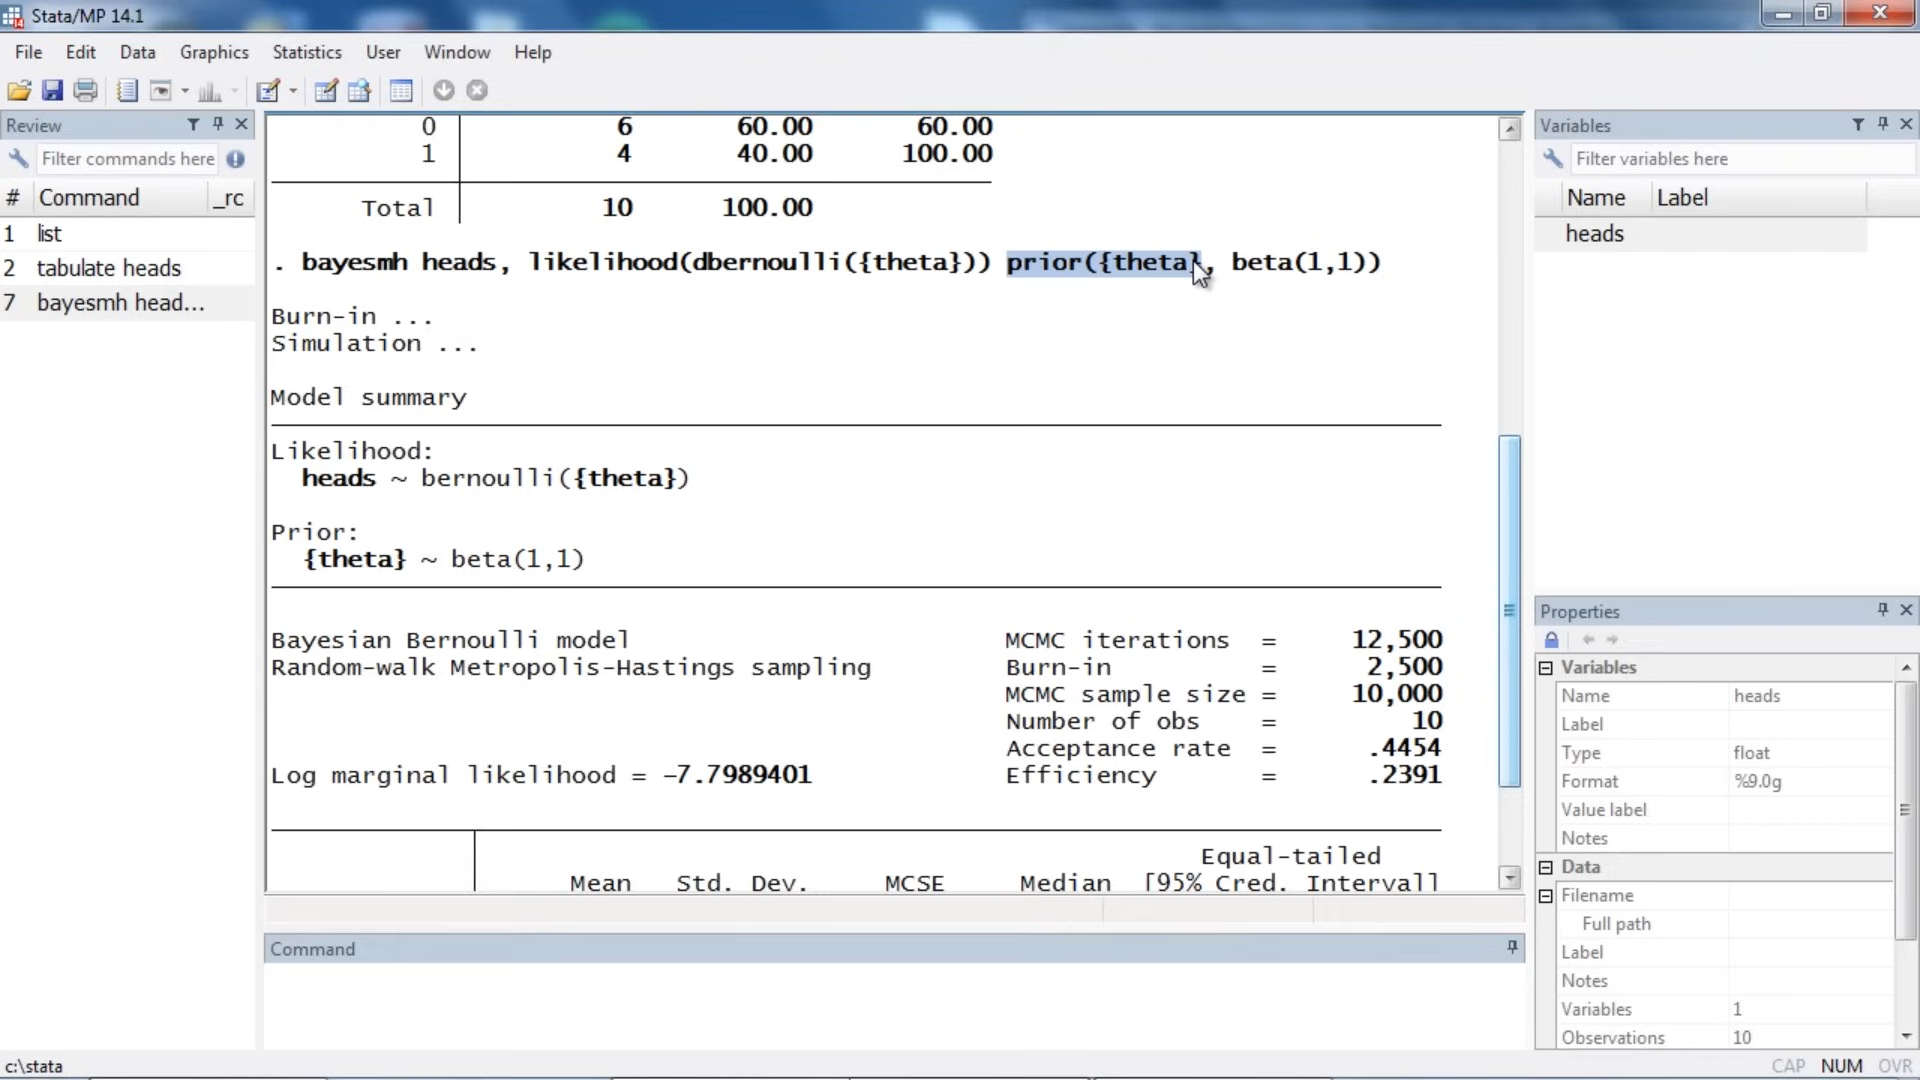 Stata/MP 14.1
File Edit Data Graphics Statistics User Window Help
Review
Filter commands here
# Command _rc
1 list
2 tabulate heads
7 bayesmh head...
0 6 60.00 60.00
1 4 40.00 100.00
Total 10 100.00
. bayesmh heads, likelihood(dbernoulli({theta})) prior({theta}, beta(1,1))
Burn-in ...
Simulation ...
Model summary
Likelihood:
heads ~ bernoulli({theta})
Prior:
{theta} ~ beta(1,1)
Bayesian Bernoulli model MCMC iterations = 12,500
Random-walk Metropolis-Hastings sampling Burn-in = 2,500
MCMC sample size = 10,000
Number of obs = 10
Acceptance rate = .4454
Log marginal likelihood = -7.7989401 Efficiency = .2391
Equal-tailed
Mean Std. Dev. MCSE Median [95% Cred. Interval]
Command
Variables
Filter variables here
Name Label
heads
Properties
Variables
Name heads
Label
Type float
Format %9.0g
Value label
Notes
Data
Filename
Full path
Label
Notes
Variables 1
Observations 10
c:\stata
CAP NUM OVR